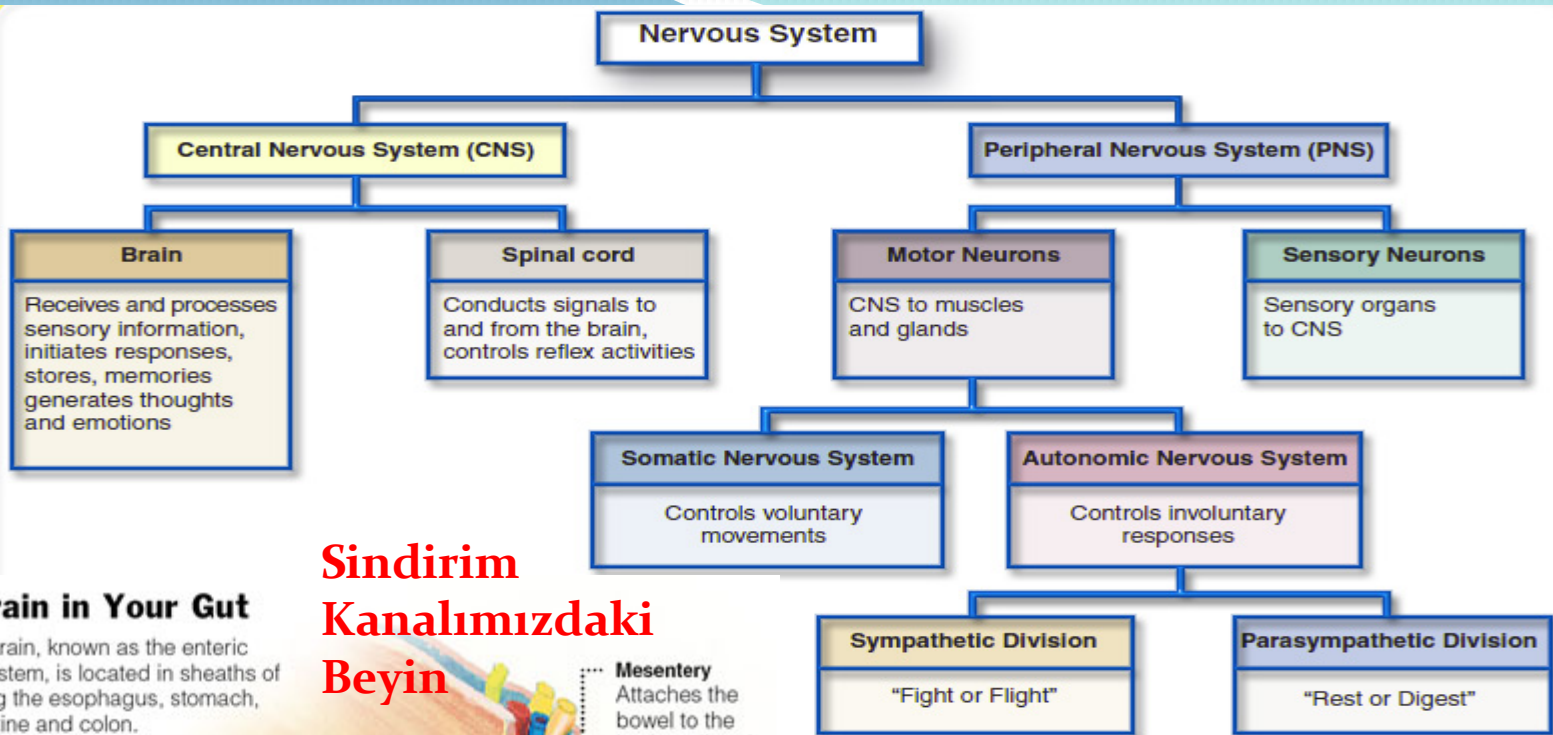 Nervous System
Central Nervous System (CNS)
Peripheral Nervous System (PNS)
Brain
Receives and processes
sensory information,
initiates responses,
stores, memories
generates thoughts
and emotions
Spinal cord
Conducts signals to
and from the brain,
controls reflex activities
Motor Neurons
CNS to muscles
and glands
Sensory Neurons
Sensory organs
to CNS
Somatic Nervous System
Controls voluntary
movements
Autonomic Nervous System
Controls involuntary
responses
Sympathetic Division
“Fight or Flight”
Parasympathetic Division
“Rest or Digest”
Sindirim
Kanalımızdaki
Beyin
in Your Gut
known as the enteric
is located in sheaths of
the esophagus, stomach,
and colon.
Mesentery
Attaches the
bowel to the